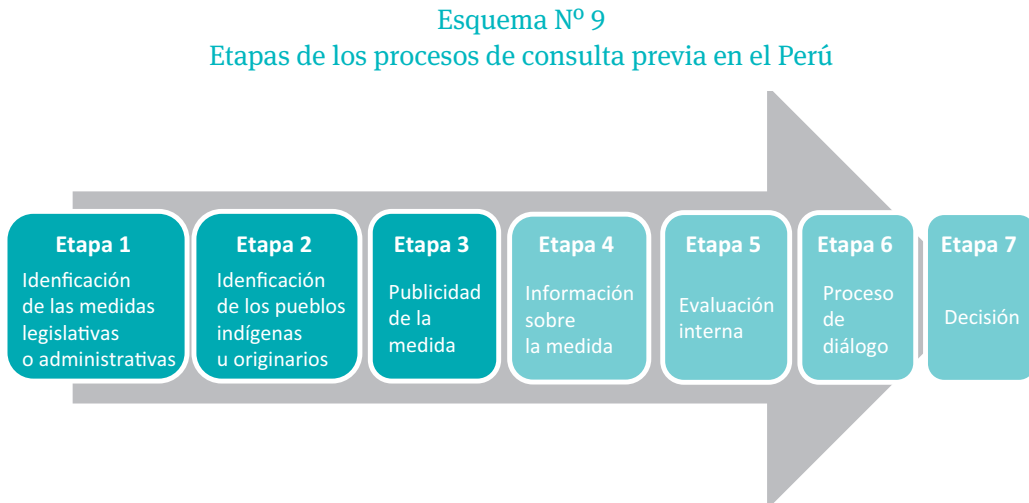 Esquema Nº 9
Etapas de los procesos de consulta previa en el Perú
Etapa 1
Idenficación
de las medidas
legislativas
o administrativas
Etapa 2
Idenficación
de los pueblos
indígenas
u originarios
Etapa 3
Publicidad
de la
medida
Etapa 4
Información
sobre
la medida
Etapa 5
Evaluación
interna
Etapa 6
Proceso
de
diálogo
Etapa 7
Decisión